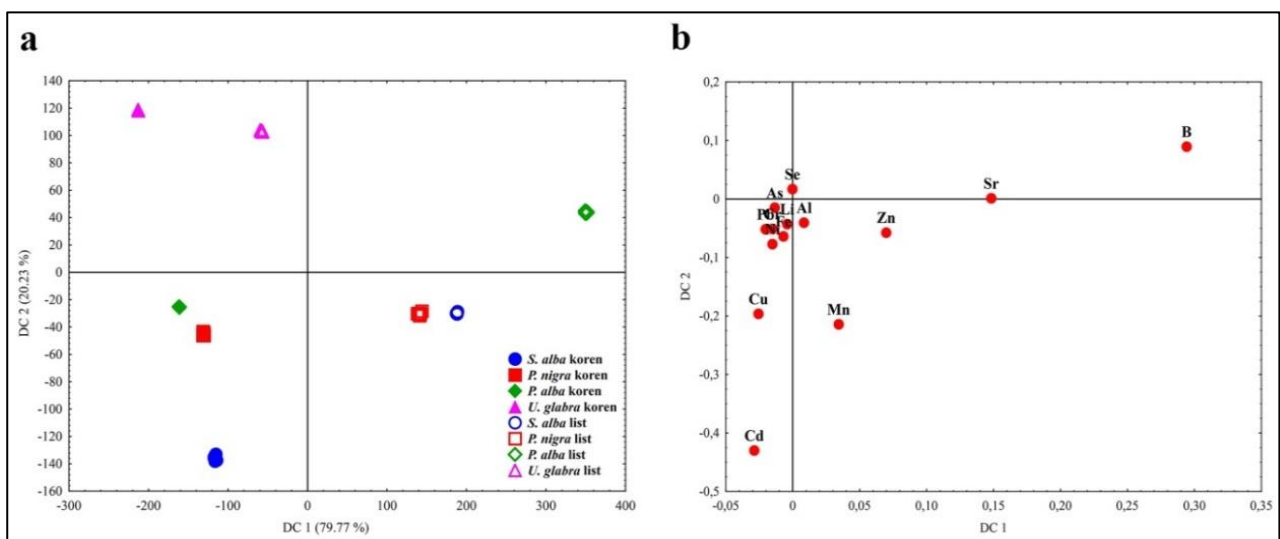 a
140
120
100
80
60
40
20
0
-20
-40
-60
-80
-100
-120
-140
-160
DC 2 (20.23 %)
-300 -200 -100 0 100 200 300 400
DC 1 (79.77 %)
S. alba koren
P. nigra koren
P. alba koren
U. glabra koren
S. alba list
P. nigra list
P. alba list
U. glabra list
b
0,2
0,1
0
-0,1
-0,2
-0,3
-0,4
-0,5
DC 2
B
Se
Sr
As
Li Al
Zn
Fe
Cu
Mn
Cd
-0,05 0 0,05 0,10 0,15 0,20 0,25 0,30 0,35
DC 1